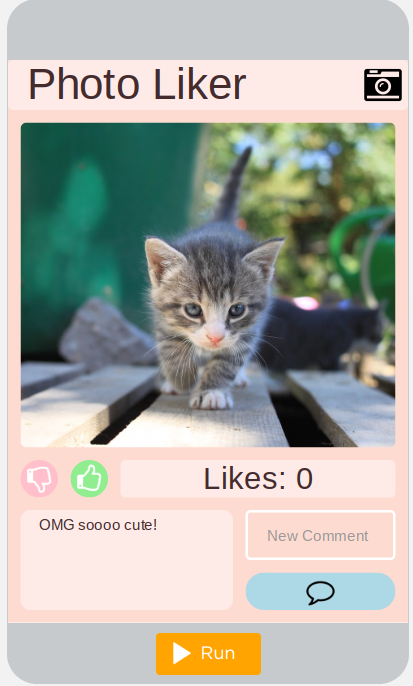 Photo Liker
Likes: 0
OMG soooo cute!
New Comment
Run